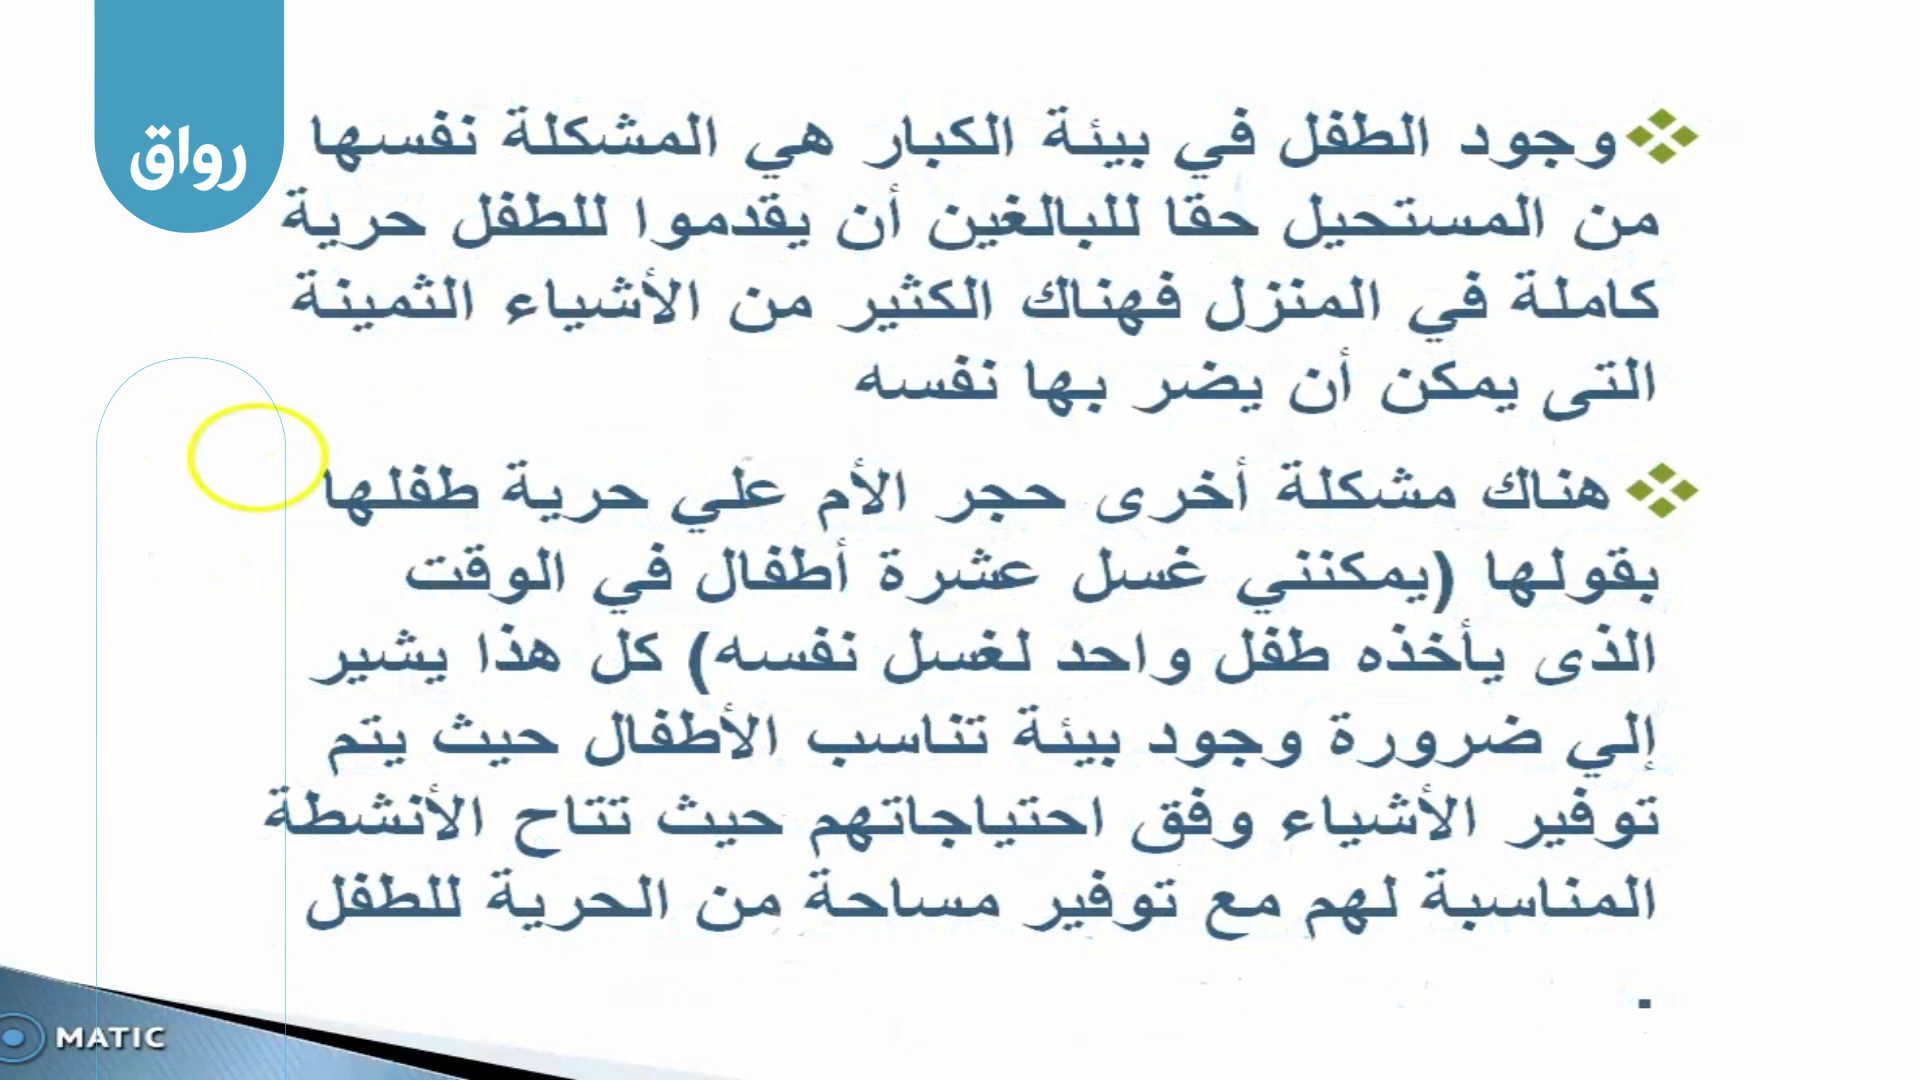 رواق
وجود الطفل في بيئة الكبار هي المشكلة نفسها
من المستحيل حقا للبالغين أن يقدموا للطفل حرية
كاملة في المنزل فهناك الكثير من الأشياء الثمينة
التى يمكن أن يضر بها نفسه
هناك مشكلة أخرى حجر الأم علي حرية طفلها
بقولها (يمكنني غسل عشرة أطفال في الوقت
الذى يأخذه طفل واحد لغسل نفسه) كل هذا يشير
إلي ضرورة وجود بيئة تناسب الأطفال حيث يتم
توفير الأشياء وفق احتياجاتهم حيث تتاح الأنشطة
المناسبة لهم مع توفير مساحة من الحرية للطفل
.
MATIC